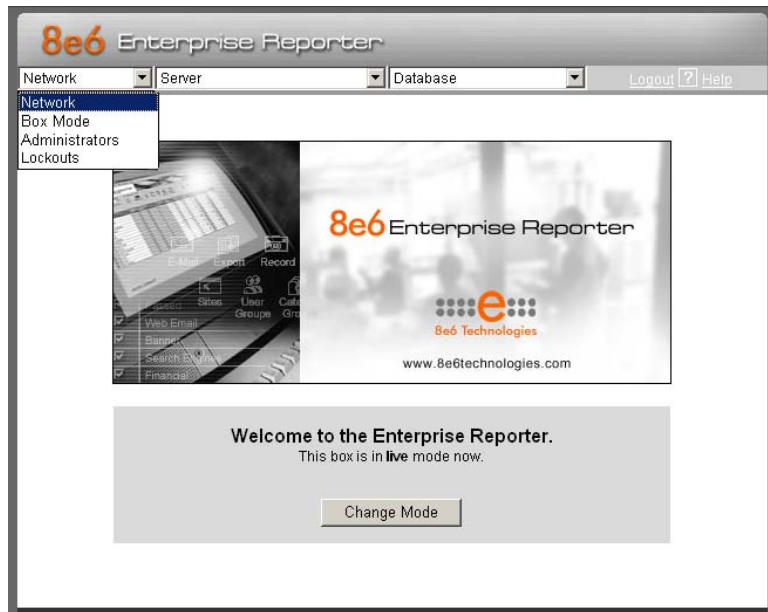 8e6 Enterprise Reporter
Network Server Database Logout ? Help
Network
Box Mode
Administrators
Lockouts
8e6 Enterprise Reporter
E-Mail Export Record
Speed Sites User Groups
Web Email
Banner
Search Engine
Financial
8e6 Technologies
www.8e6technologies.com
Welcome to the Enterprise Reporter.
This box is in live mode now.
Change Mode